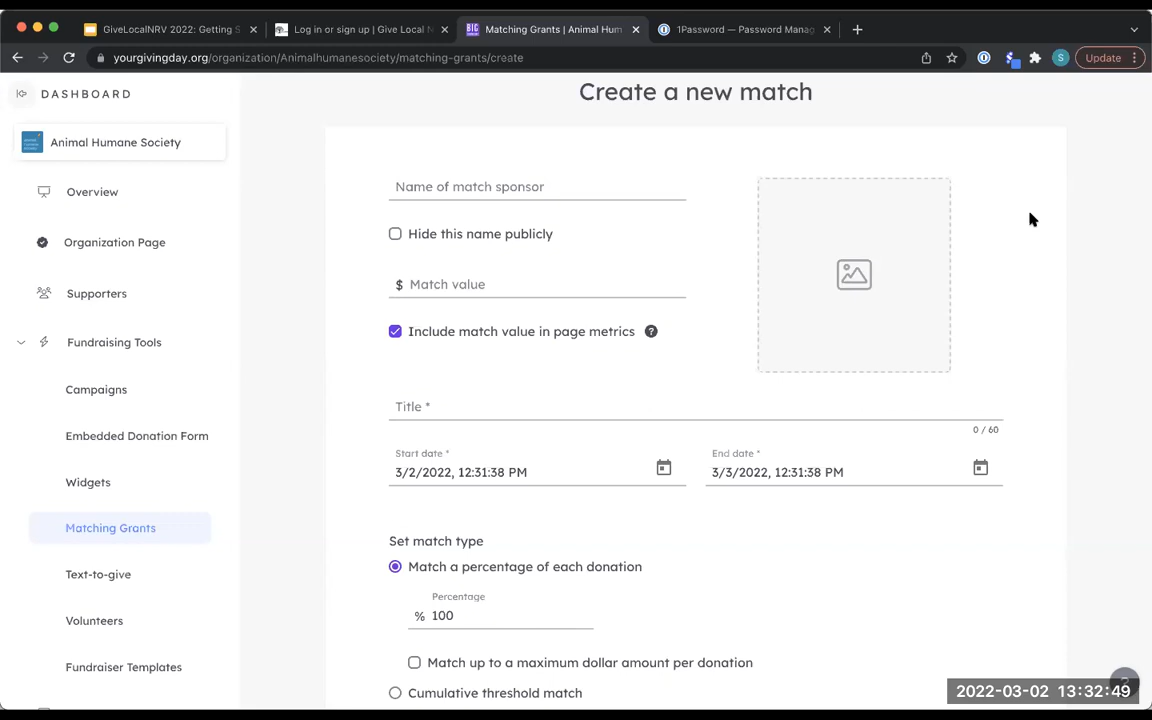 GiveLocalNRV 2022: Getting S
Log in or sign up | Give Local N
BIG
Matching Grants | Animal Hum
1Password — Password Manag
yourgivingday.org/organization/Animalhumanesociety/matching-grants/create
S
Update
DASHBOARD
Create a new match
Animal Humane Society
Overview
Organization Page
Supporters
Fundraising Tools
Campaigns
Embedded Donation Form
Widgets
Matching Grants
Text-to-give
Volunteers
Fundraiser Templates
Name of match sponsor
Hide this name publicly
$ Match value
Include match value in page metrics ?
Title *
0 / 60
Start date *
3/2/2022, 12:31:38 PM
End date *
3/3/2022, 12:31:38 PM
Set match type
Match a percentage of each donation
Percentage
% 100
Match up to a maximum dollar amount per donation
Cumulative threshold match
2022-03-02 13:32:49